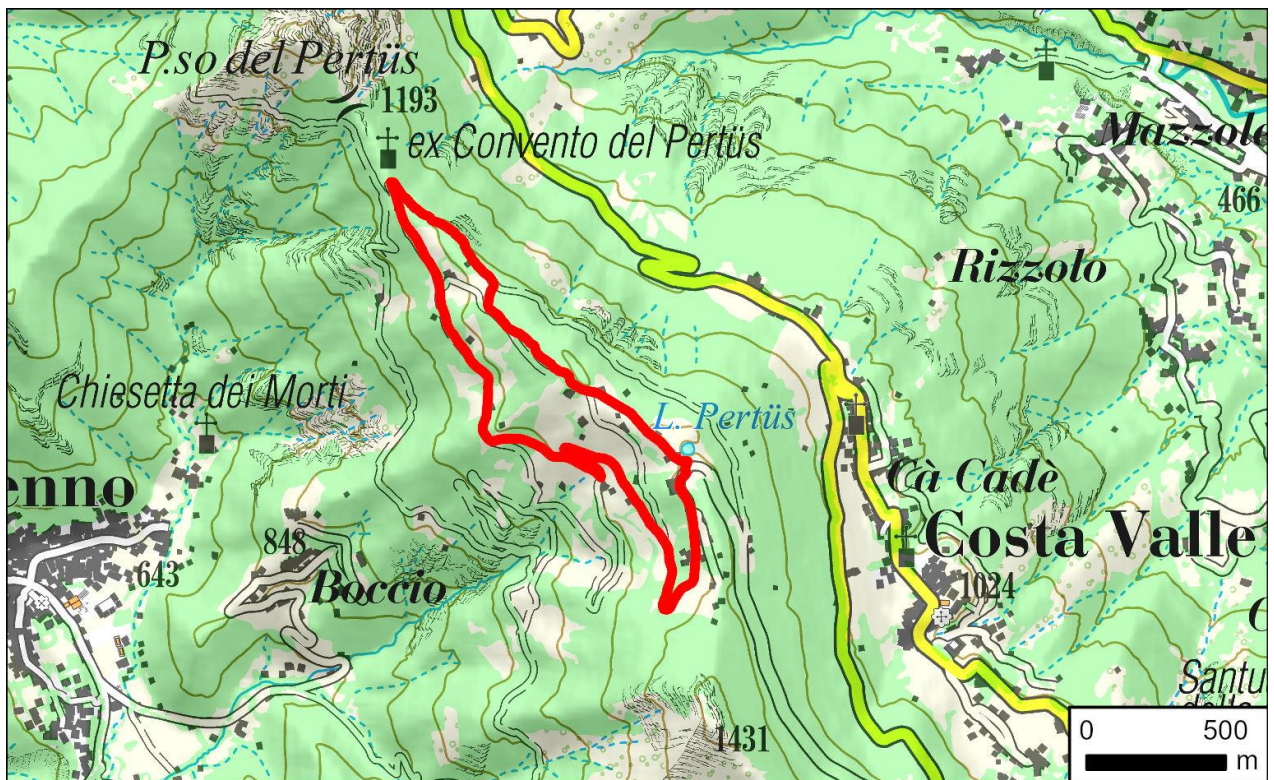 P.so del Pertüs
1193
ex Convento del Pertüs
Mazzole
466
Rizzolo
Chiesetta dei Morti
L. Pertüs
enno
Cà Cadè
848
Costa Valle
643
Boccio
1024
Santu
1431
0 500
m